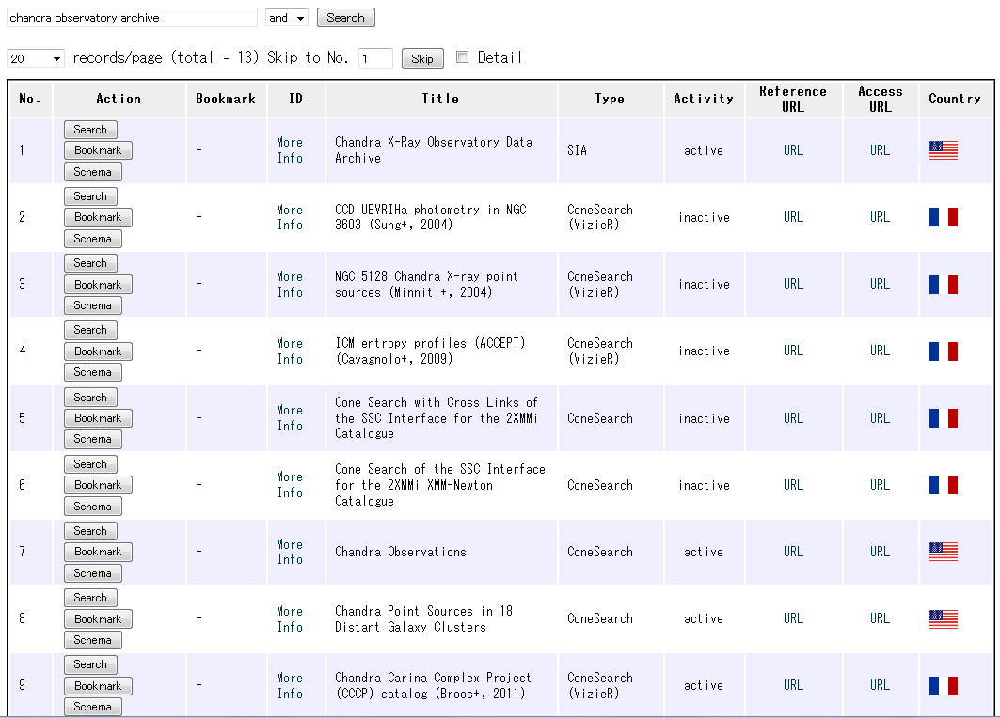 chandra observatory archive and Search
20 records/page (total = 13) Skip to No. 1 Skip Detail
No. Action Bookmark ID Title Type Activity Reference URL Access URL Country
1 Search Bookmark Schema - More Info Chandra X-Ray Observatory Data Archive SIA active URL URL
2 Search Bookmark Schema - More Info CCD UBVRIHa photometry in NGC 3603 (Sung+, 2004) ConeSearch (VizieR) inactive URL URL
3 Search Bookmark Schema - More Info NGC 5128 Chandra X-ray point sources (Minniti+, 2004) ConeSearch (VizieR) inactive URL URL
4 Search Bookmark Schema - More Info ICM entropy profiles (ACCEPT) (Cavagnolo+, 2009) ConeSearch (VizieR) inactive URL URL
5 Search Bookmark Schema - More Info Cone Search with Cross Links of the SSC Interface for the 2XMMi Catalogue ConeSearch inactive URL URL
6 Search Bookmark Schema - More Info Cone Search of the SSC Interface for the 2XMMi XMM-Newton Catalogue ConeSearch inactive URL URL
7 Search Bookmark Schema - More Info Chandra Observations ConeSearch active URL URL
8 Search Bookmark Schema - More Info Chandra Point Sources in 18 Distant Galaxy Clusters ConeSearch active URL URL
9 Search Bookmark Schema - More Info Chandra Carina Complex Project (CCCP) catalog (Broos+, 2011) ConeSearch (VizieR) active URL URL